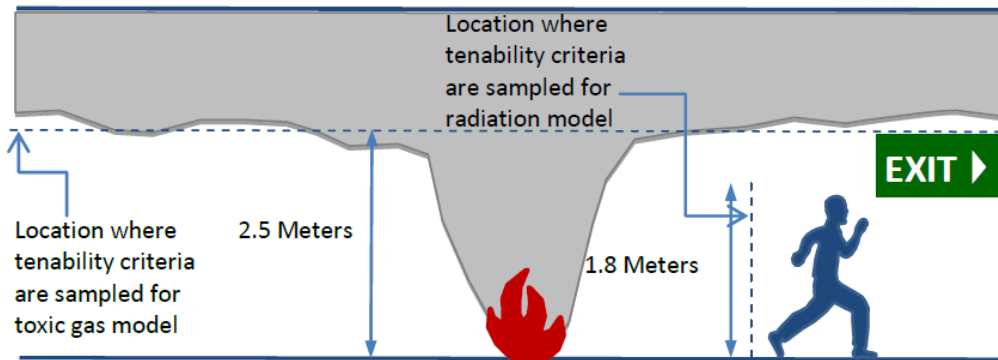 Location where
tenability criteria
are sampled for
radiation model
EXIT
Location where
tenability criteria
are sampled for
toxic gas model
2.5 Meters
1.8 Meters